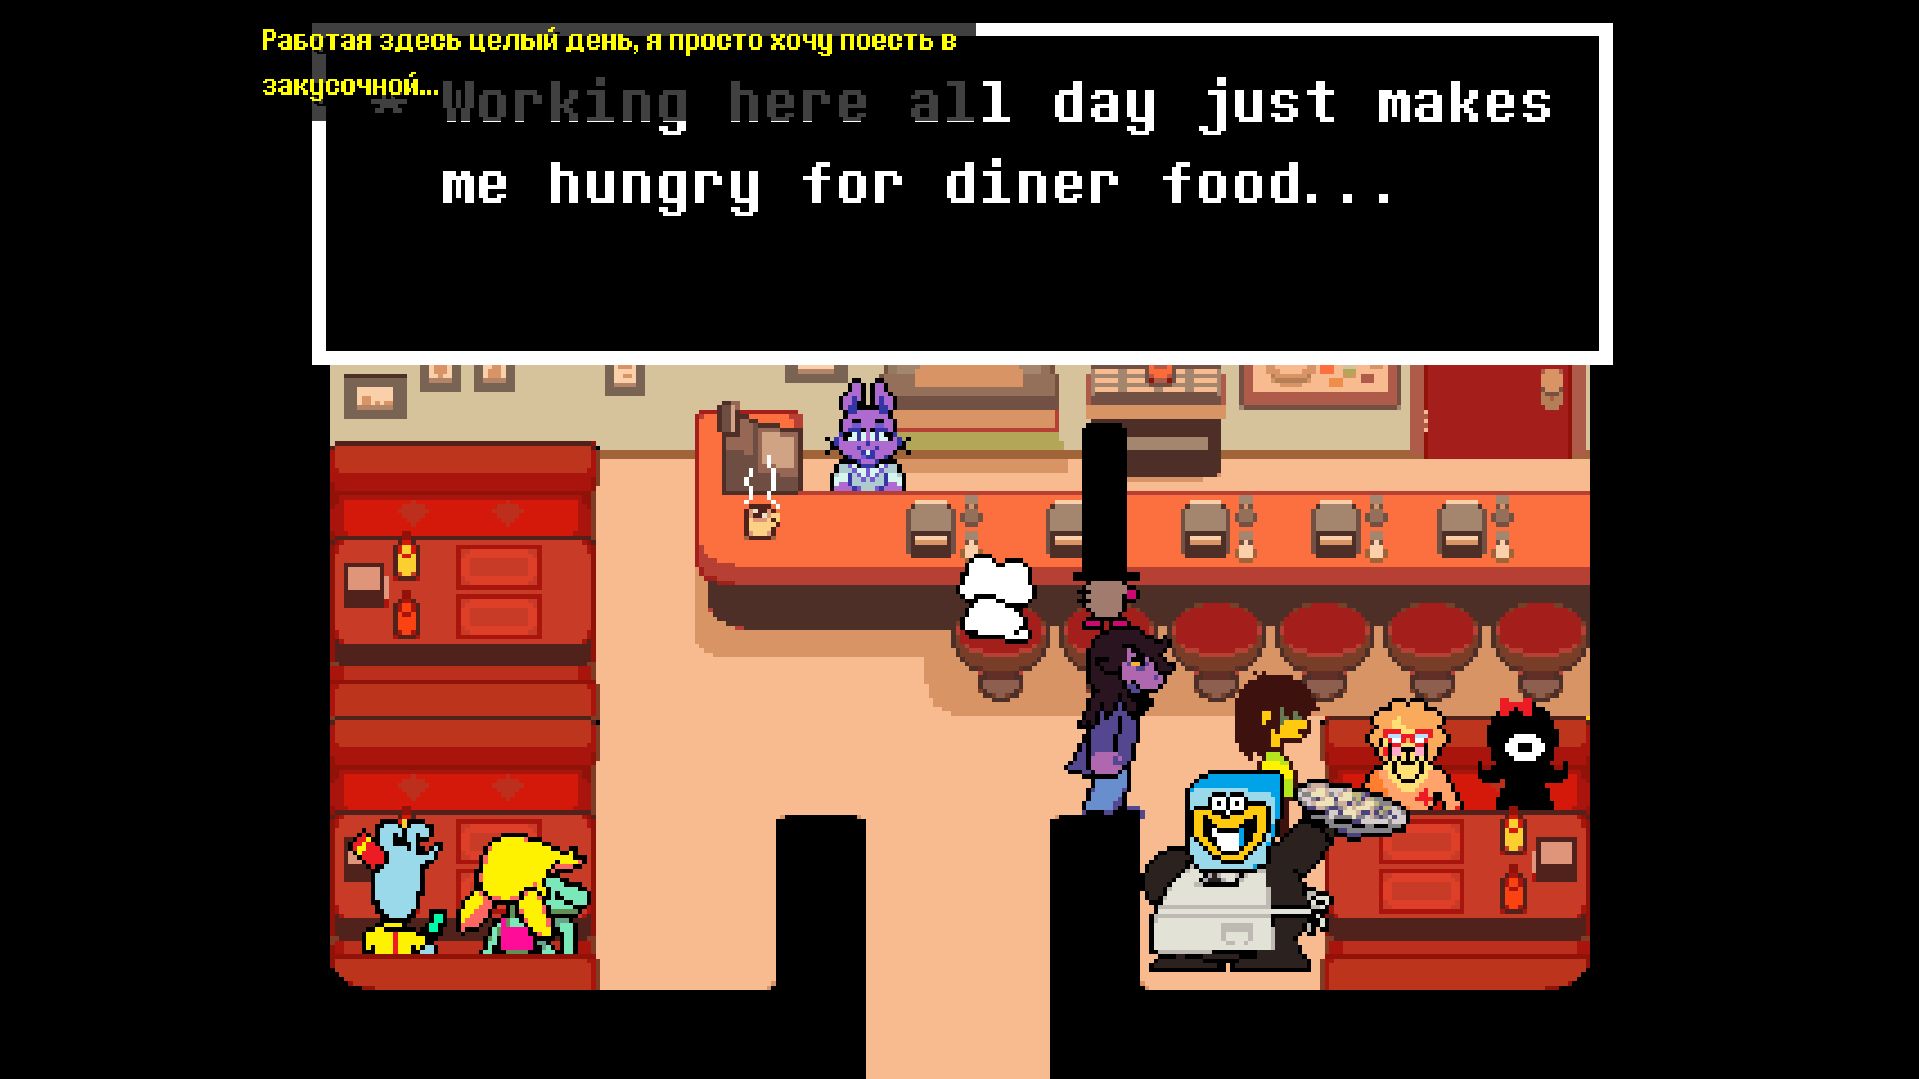 Работая здесь целый день, я просто хочу поесть в
закусочной...
* Working here all day just makes
me hungry for diner food...